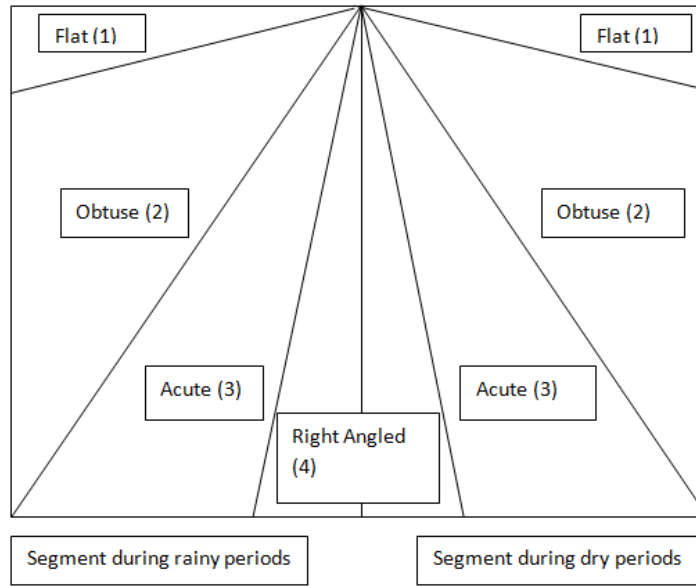 Flat (1)
Flat (1)
Obtuse (2)
Obtuse (2)
Acute (3)
Acute (3)
Right Angled
(4)
Segment during rainy periods
Segment during dry periods